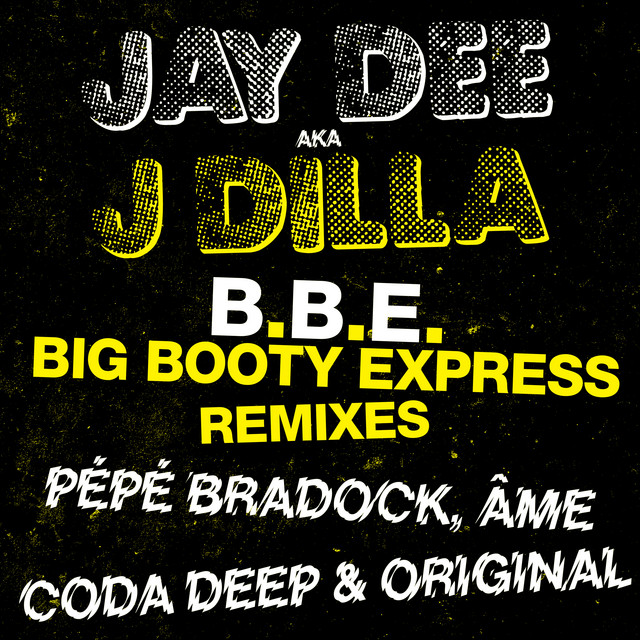 JAY DEE
AKA
J DILLA
B.B.E.
BIG BOOTY EXPRESS
REMIXES
PÉPÉ BRADOCK, ÂME
CODA DEEP & ORIGINAL